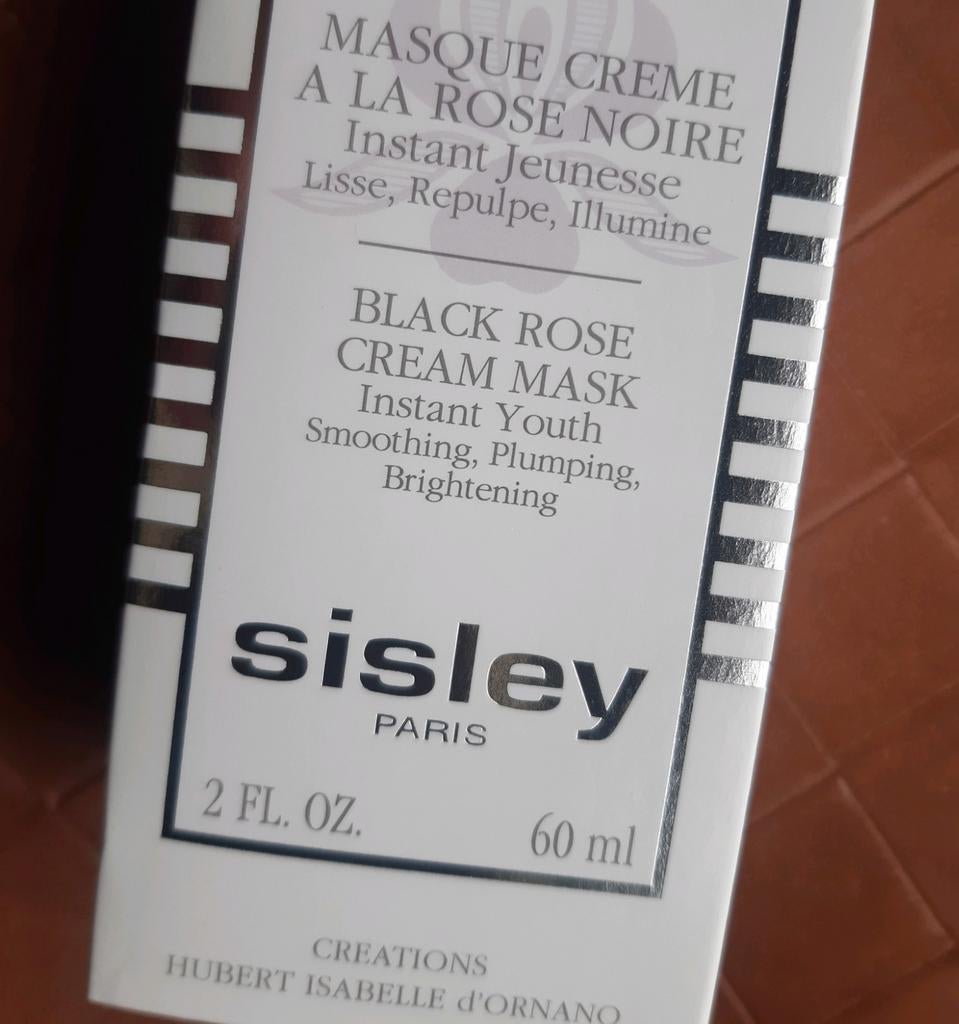 MASQUE CREME
A LA ROSE NOIRE
Instant Jeunesse
Lisse, Repulpe, Illumine
BLACK ROSE
CREAM MASK
Instant Youth
Smoothing, Plumping,
Brightening
sisley
PARIS
2 FL. OZ. 60 ml
CREATIONS
HUBERT ISABELLE d'ORNANO